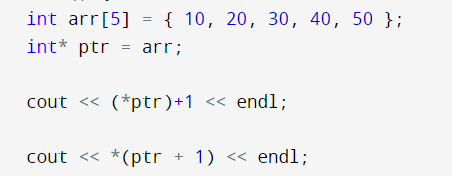 int arr[5] = { 10, 20, 30, 40, 50 };
int* ptr = arr;
cout << (*ptr)+1 << endl;
cout << *(ptr + 1) << endl;